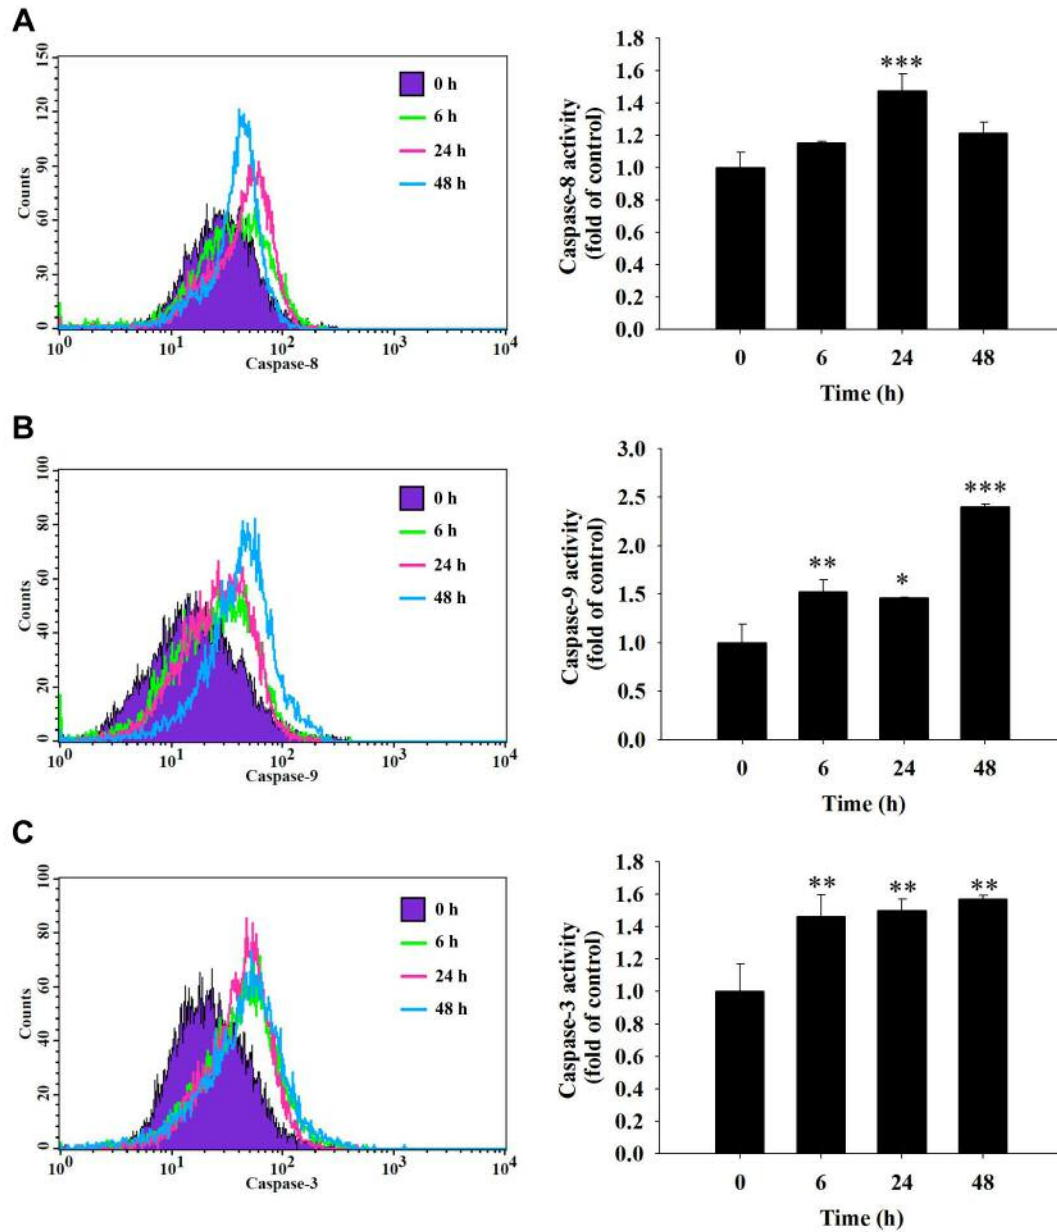 A
150
120
90
60
30
0
Counts
0 h
6 h
24 h
48 h
10^0
10^1
10^2
10^3
10^4
Caspase-8
1.8
1.6
1.4
1.2
1.0
0.8
0.6
0.4
0.2
0.0
Caspase-8 activity
(fold of control)
***
0
6
24
48
Time (h)
B
100
80
60
40
20
0
Counts
0 h
6 h
24 h
48 h
10^0
10^1
10^2
10^3
10^4
Caspase-9
3.0
2.5
2.0
1.5
1.0
0.5
0.0
Caspase-9 activity
(fold of control)
**
*
***
0
6
24
48
Time (h)
C
100
80
60
40
20
0
Counts
0 h
6 h
24 h
48 h
10^0
10^1
10^2
10^3
10^4
Caspase-3
1.8
1.6
1.4
1.2
1.0
0.8
0.6
0.4
0.2
0.0
Caspase-3 activity
(fold of control)
**
**
**
0
6
24
48
Time (h)